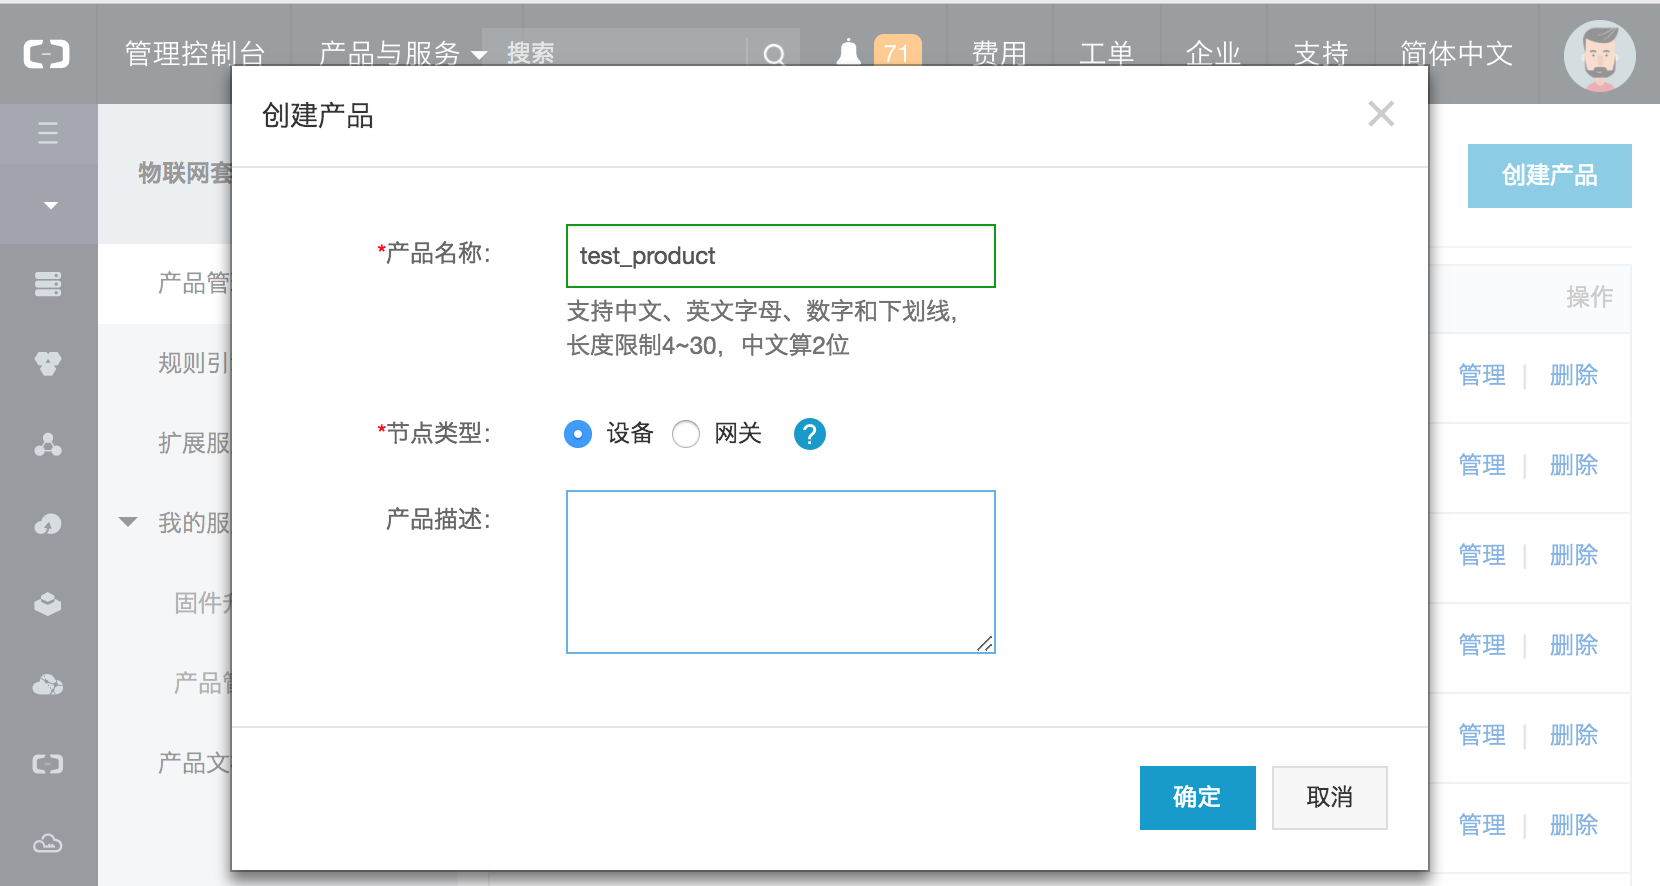 管理控制台
产品与服务
搜索
71
费用
工单
企业
支持
简体中文
创建产品
物联网套
创建产品
*产品名称：
test_product
产品管
支持中文、英文字母、数字和下划线，
长度限制4~30，中文算2位
操作
规则引
管理
删除
*节点类型：
设备
网关
?
扩展服
管理
删除
产品描述：
我的服
管理
删除
固件
管理
删除
产品
管理
删除
产品文
确定
取消
管理
删除